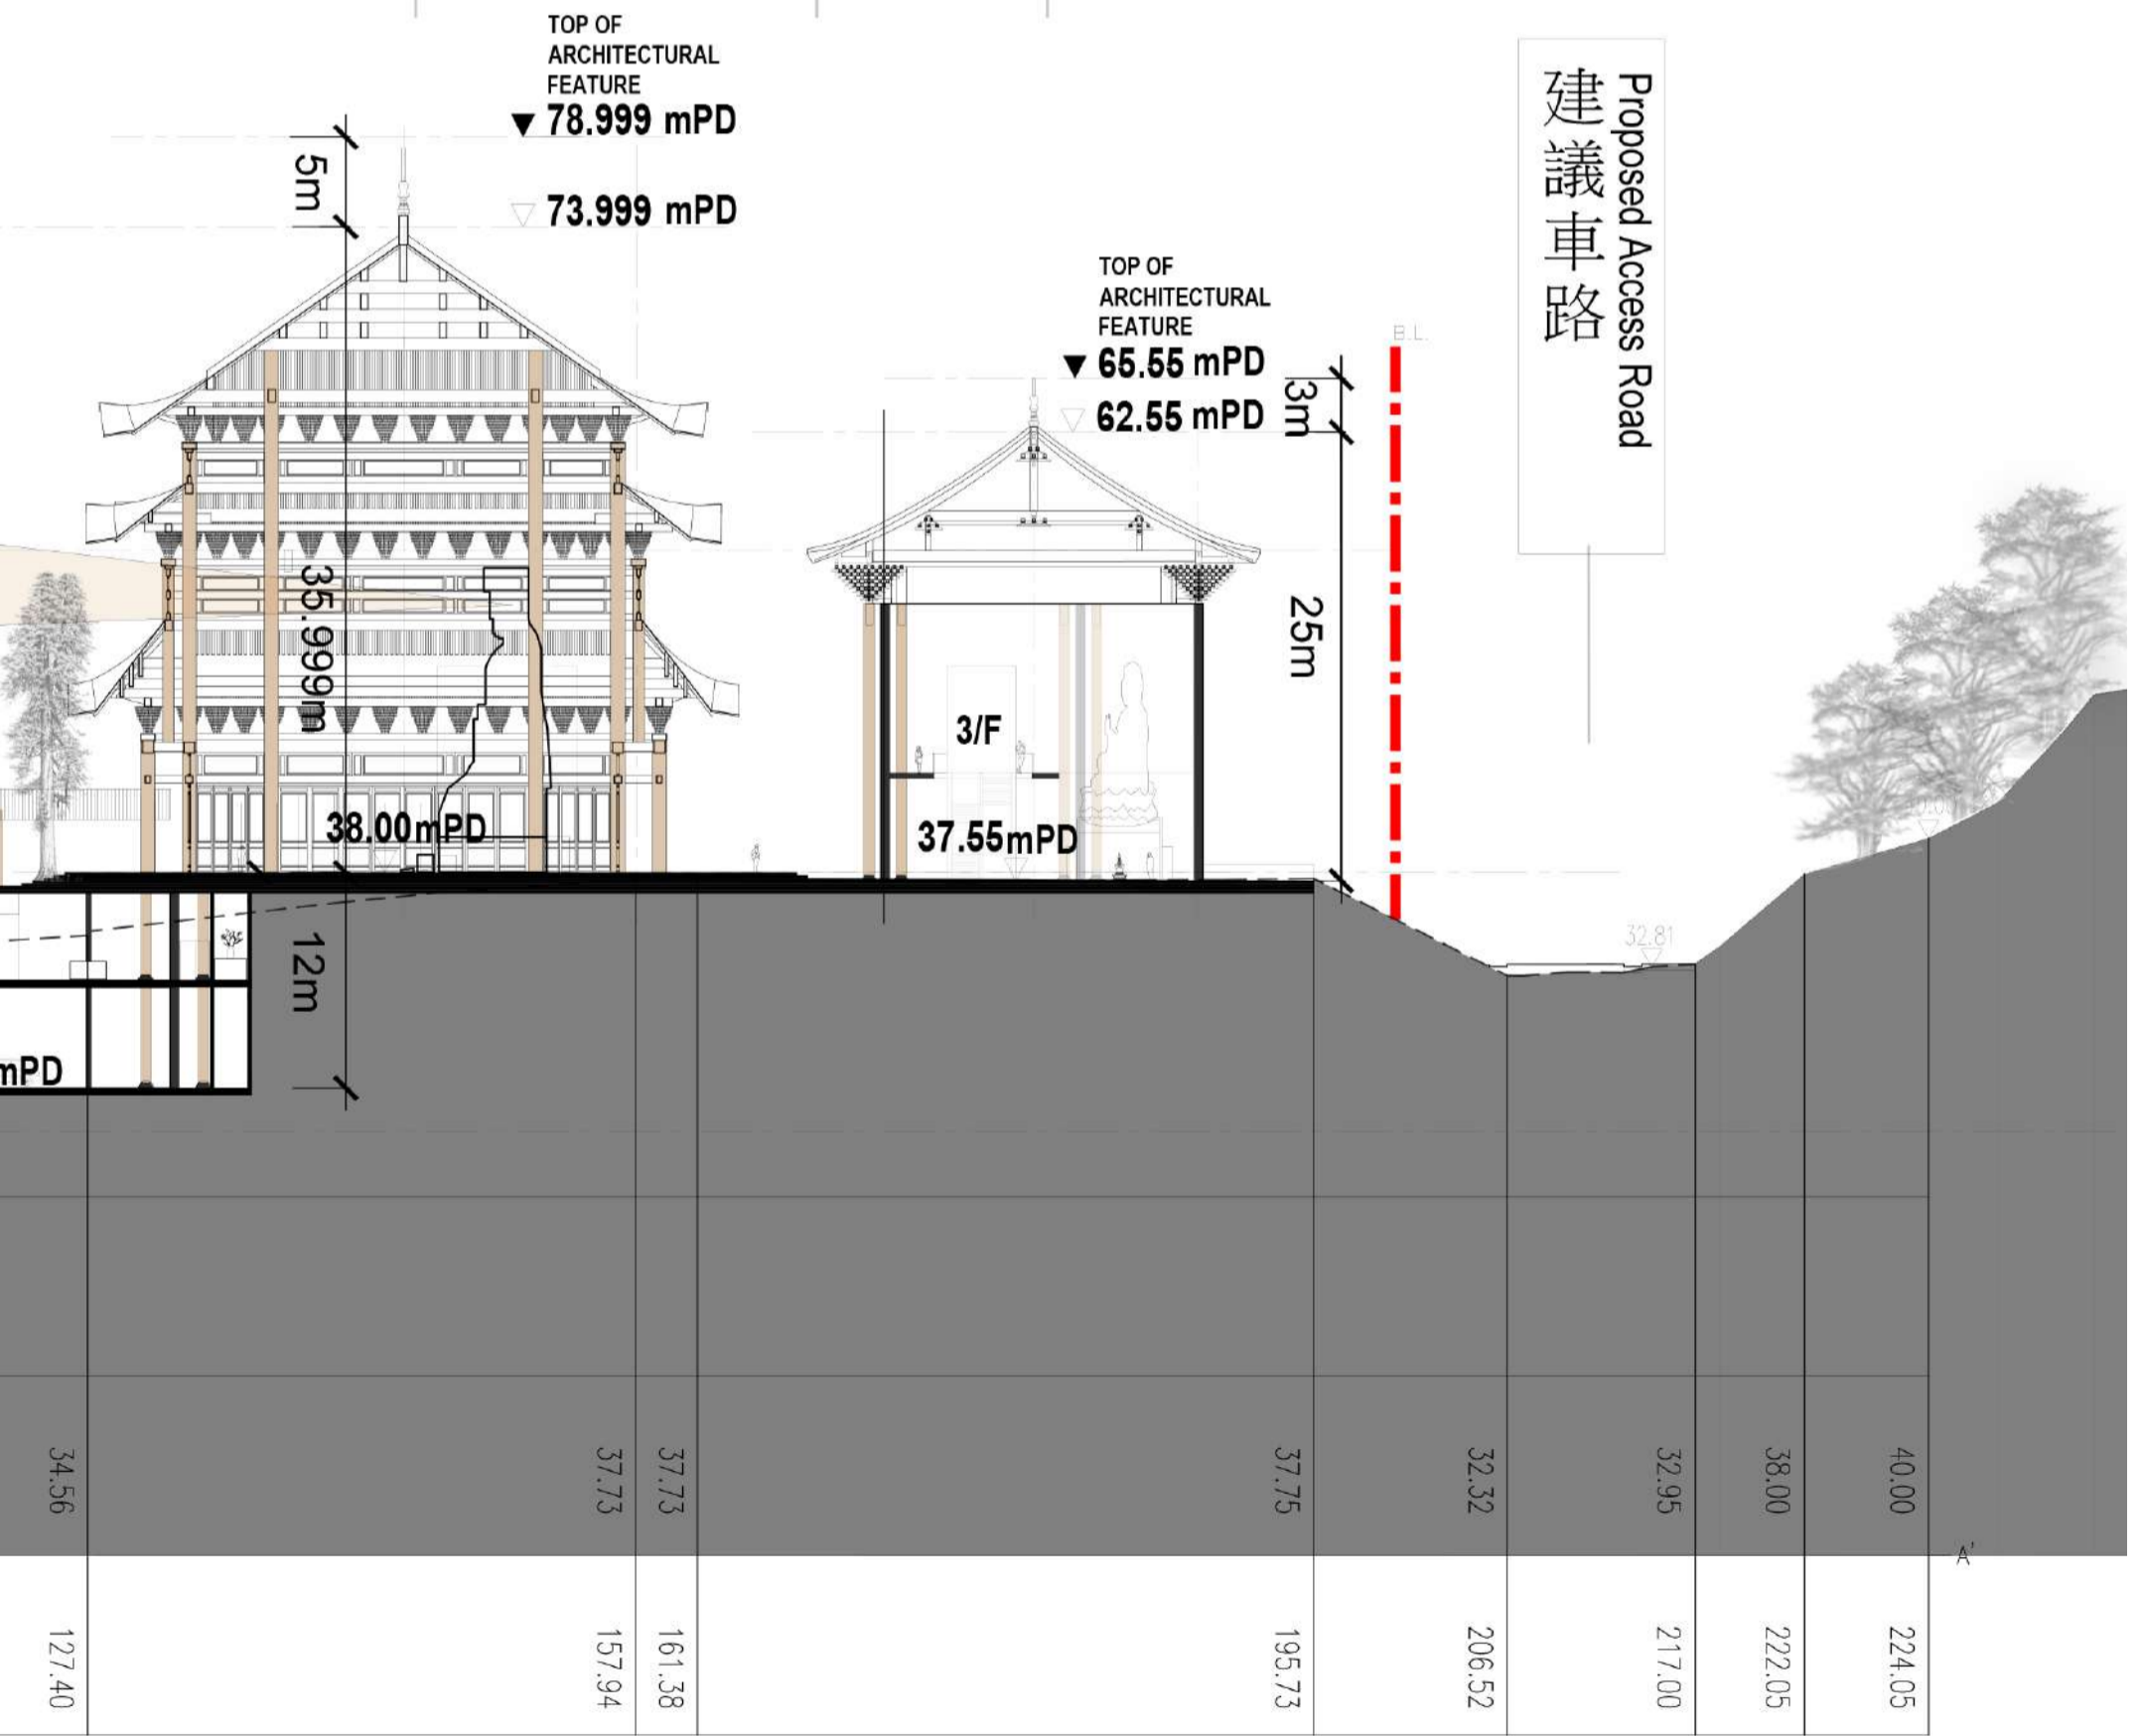 TOP OF
ARCHITECTURAL
FEATURE
▼ 78.999 mPD
▽ 73.999 mPD
5m
35.999m
38.00mPD
12m
mPD
TOP OF
ARCHITECTURAL
FEATURE
▼ 65.55 mPD
▽ 62.55 mPD
3m
25m
3/F
37.55mPD
B.L.
Proposed Access Road
建議車路
32.81
34.56
37.73
37.73
37.75
32.32
32.95
38.00
40.00
A'
127.40
157.94
161.38
195.73
206.52
217.00
222.05
224.05